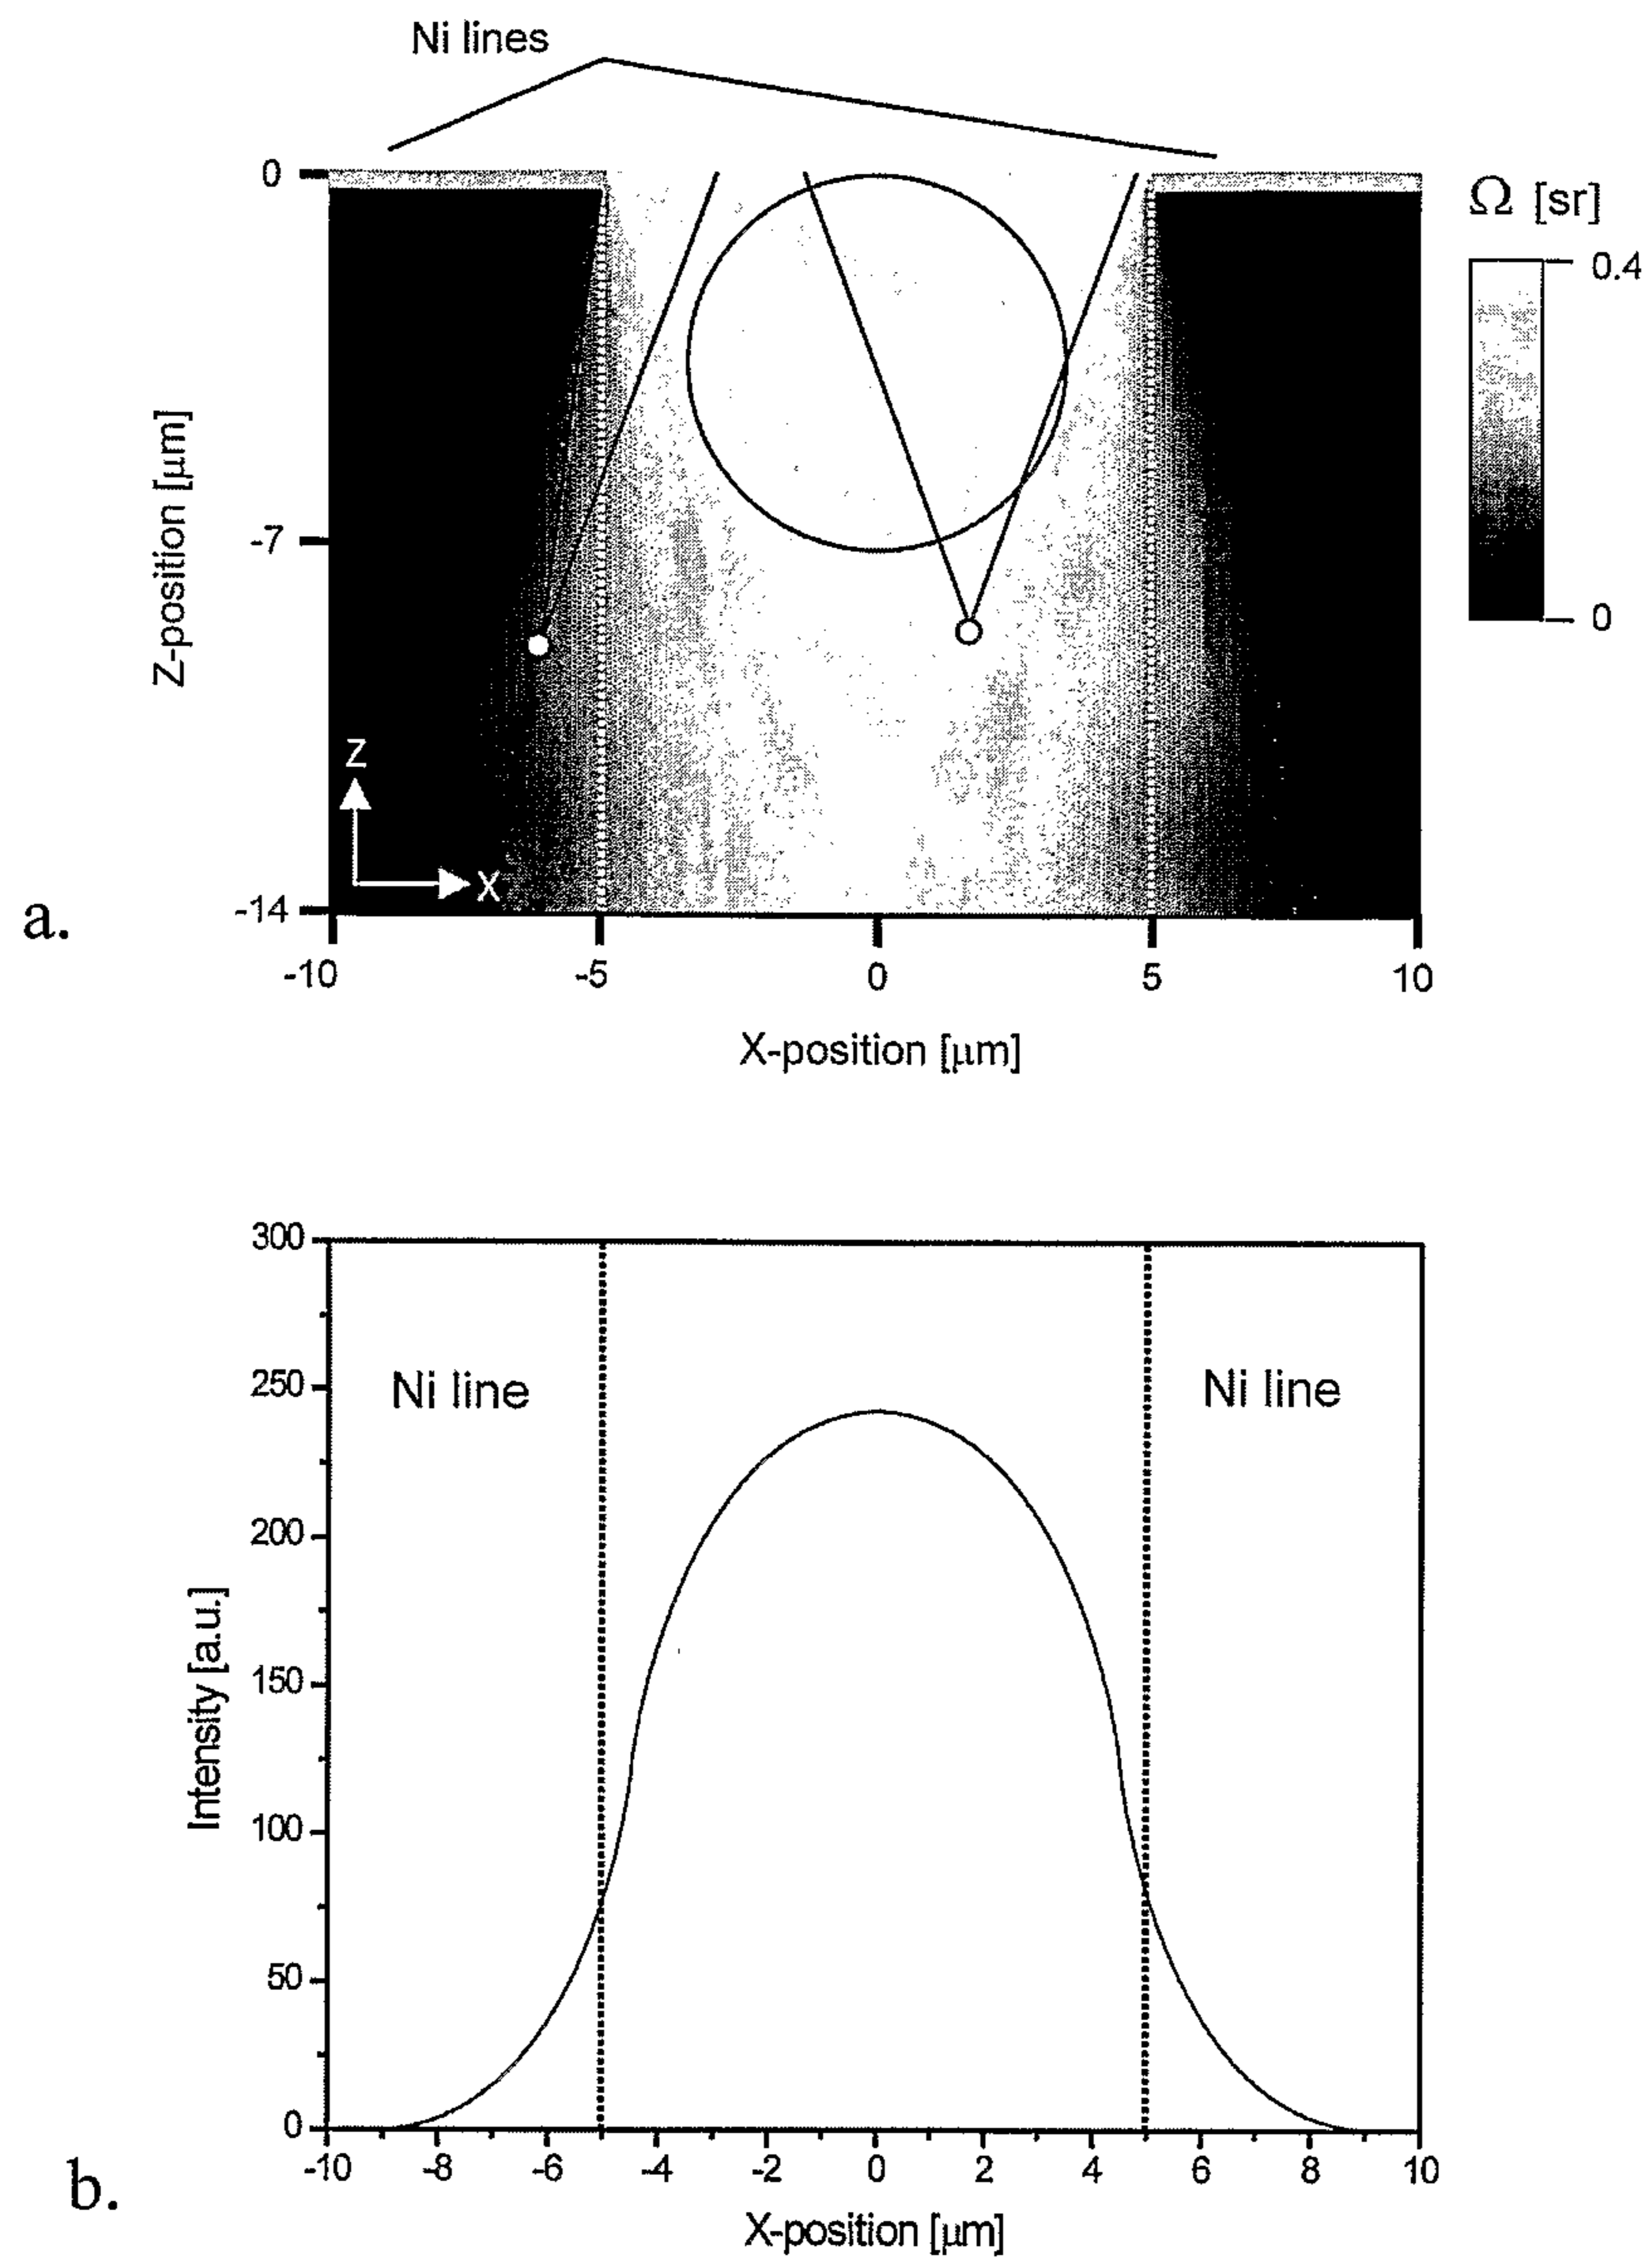 Ni lines
0
Ω [sr]
0.4
Z-position [μm]
-7
0
Z
X
-14
a.
-10 -5 0 5 10
X-position [μm]
300
Ni line Ni line
250
200
Intensity [a.u.]
150
100
50
0
-10 -8 -6 -4 -2 0 2 4 6 8 10
b.
X-position [μm]